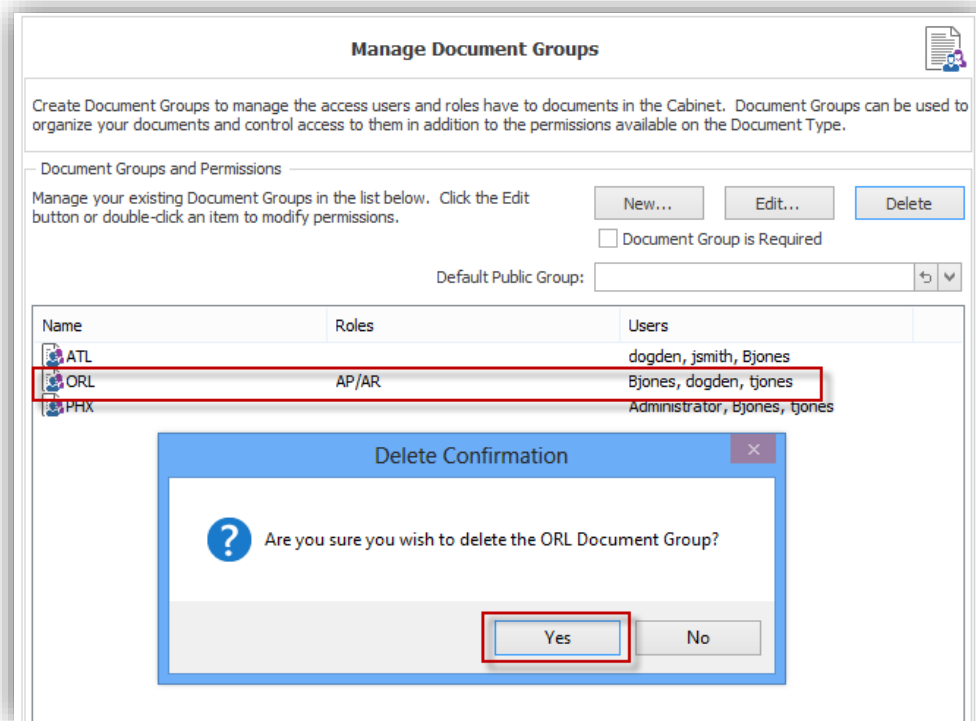 Manage Document Groups
Create Document Groups to manage the access users and roles have to documents in the Cabinet.  Document Groups can be used to
organize your documents and control access to them in addition to the permissions available on the Document Type.
Document Groups and Permissions
Manage your existing Document Groups in the list below.  Click the Edit
button or double-click an item to modify permissions.
New... Edit... Delete
Document Group is Required
Default Public Group:
Name Roles Users
ATL dogden, jsmith, Bjones
ORL AP/AR Bjones, dogden, tjones
PHX Administrator, Bjones, tjones
Delete Confirmation
Are you sure you wish to delete the ORL Document Group?
Yes No